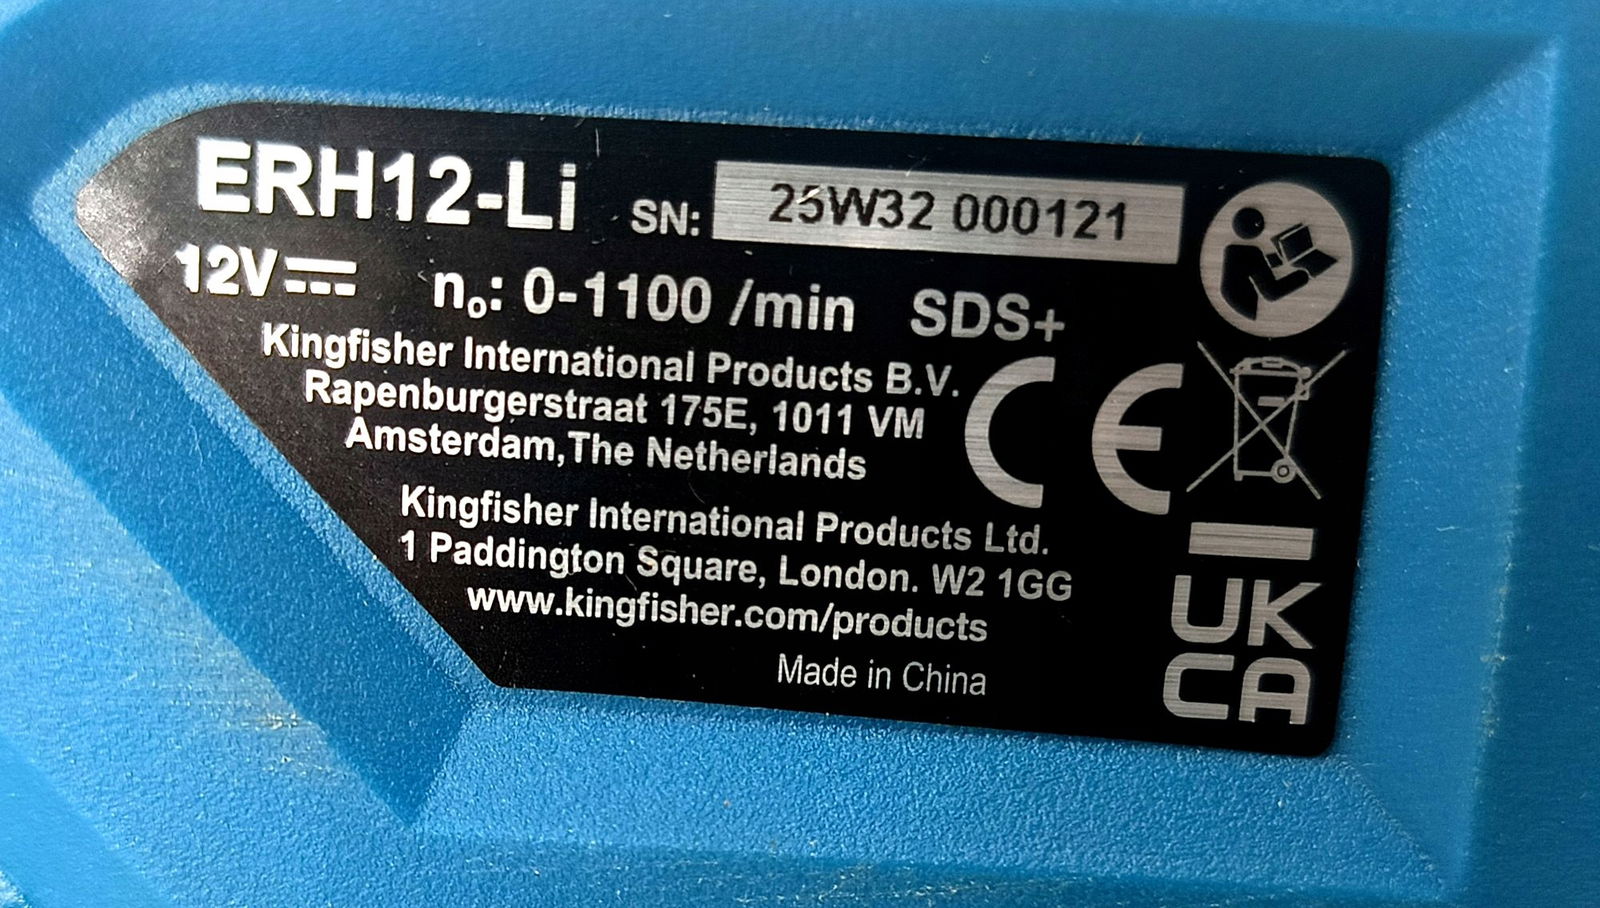 ERH12-Li SN: 25W32 000121
12V n₀: 0-1100 /min SDS+
Kingfisher International Products B.V.
Rapenburgerstraat 175E, 1011 VM
Amsterdam,The Netherlands
CE
Kingfisher International Products Ltd.
1 Paddington Square, London. W2 1GG
www.kingfisher.com/products
Made in China
UK
CA